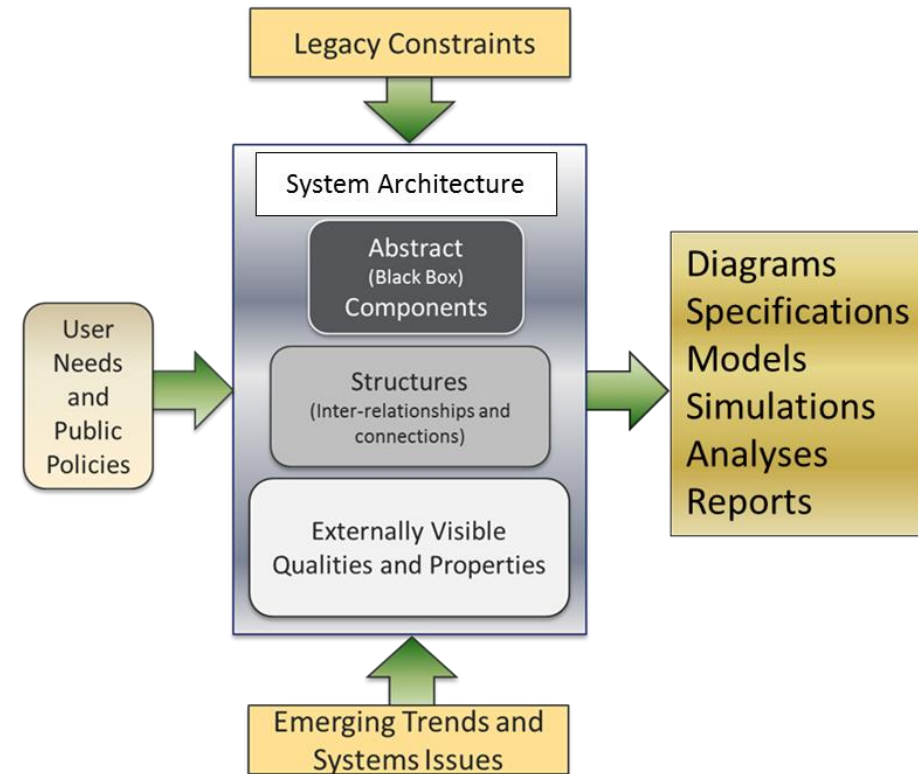 Legacy Constraints
System Architecture
Abstract
(Black Box)
Components
User
Needs
and
Public
Policies
Structures
(Inter-relationships and
connections)
Externally Visible
Qualities and Properties
Diagrams
Specifications
Models
Simulations
Analyses
Reports
Emerging Trends and
Systems Issues